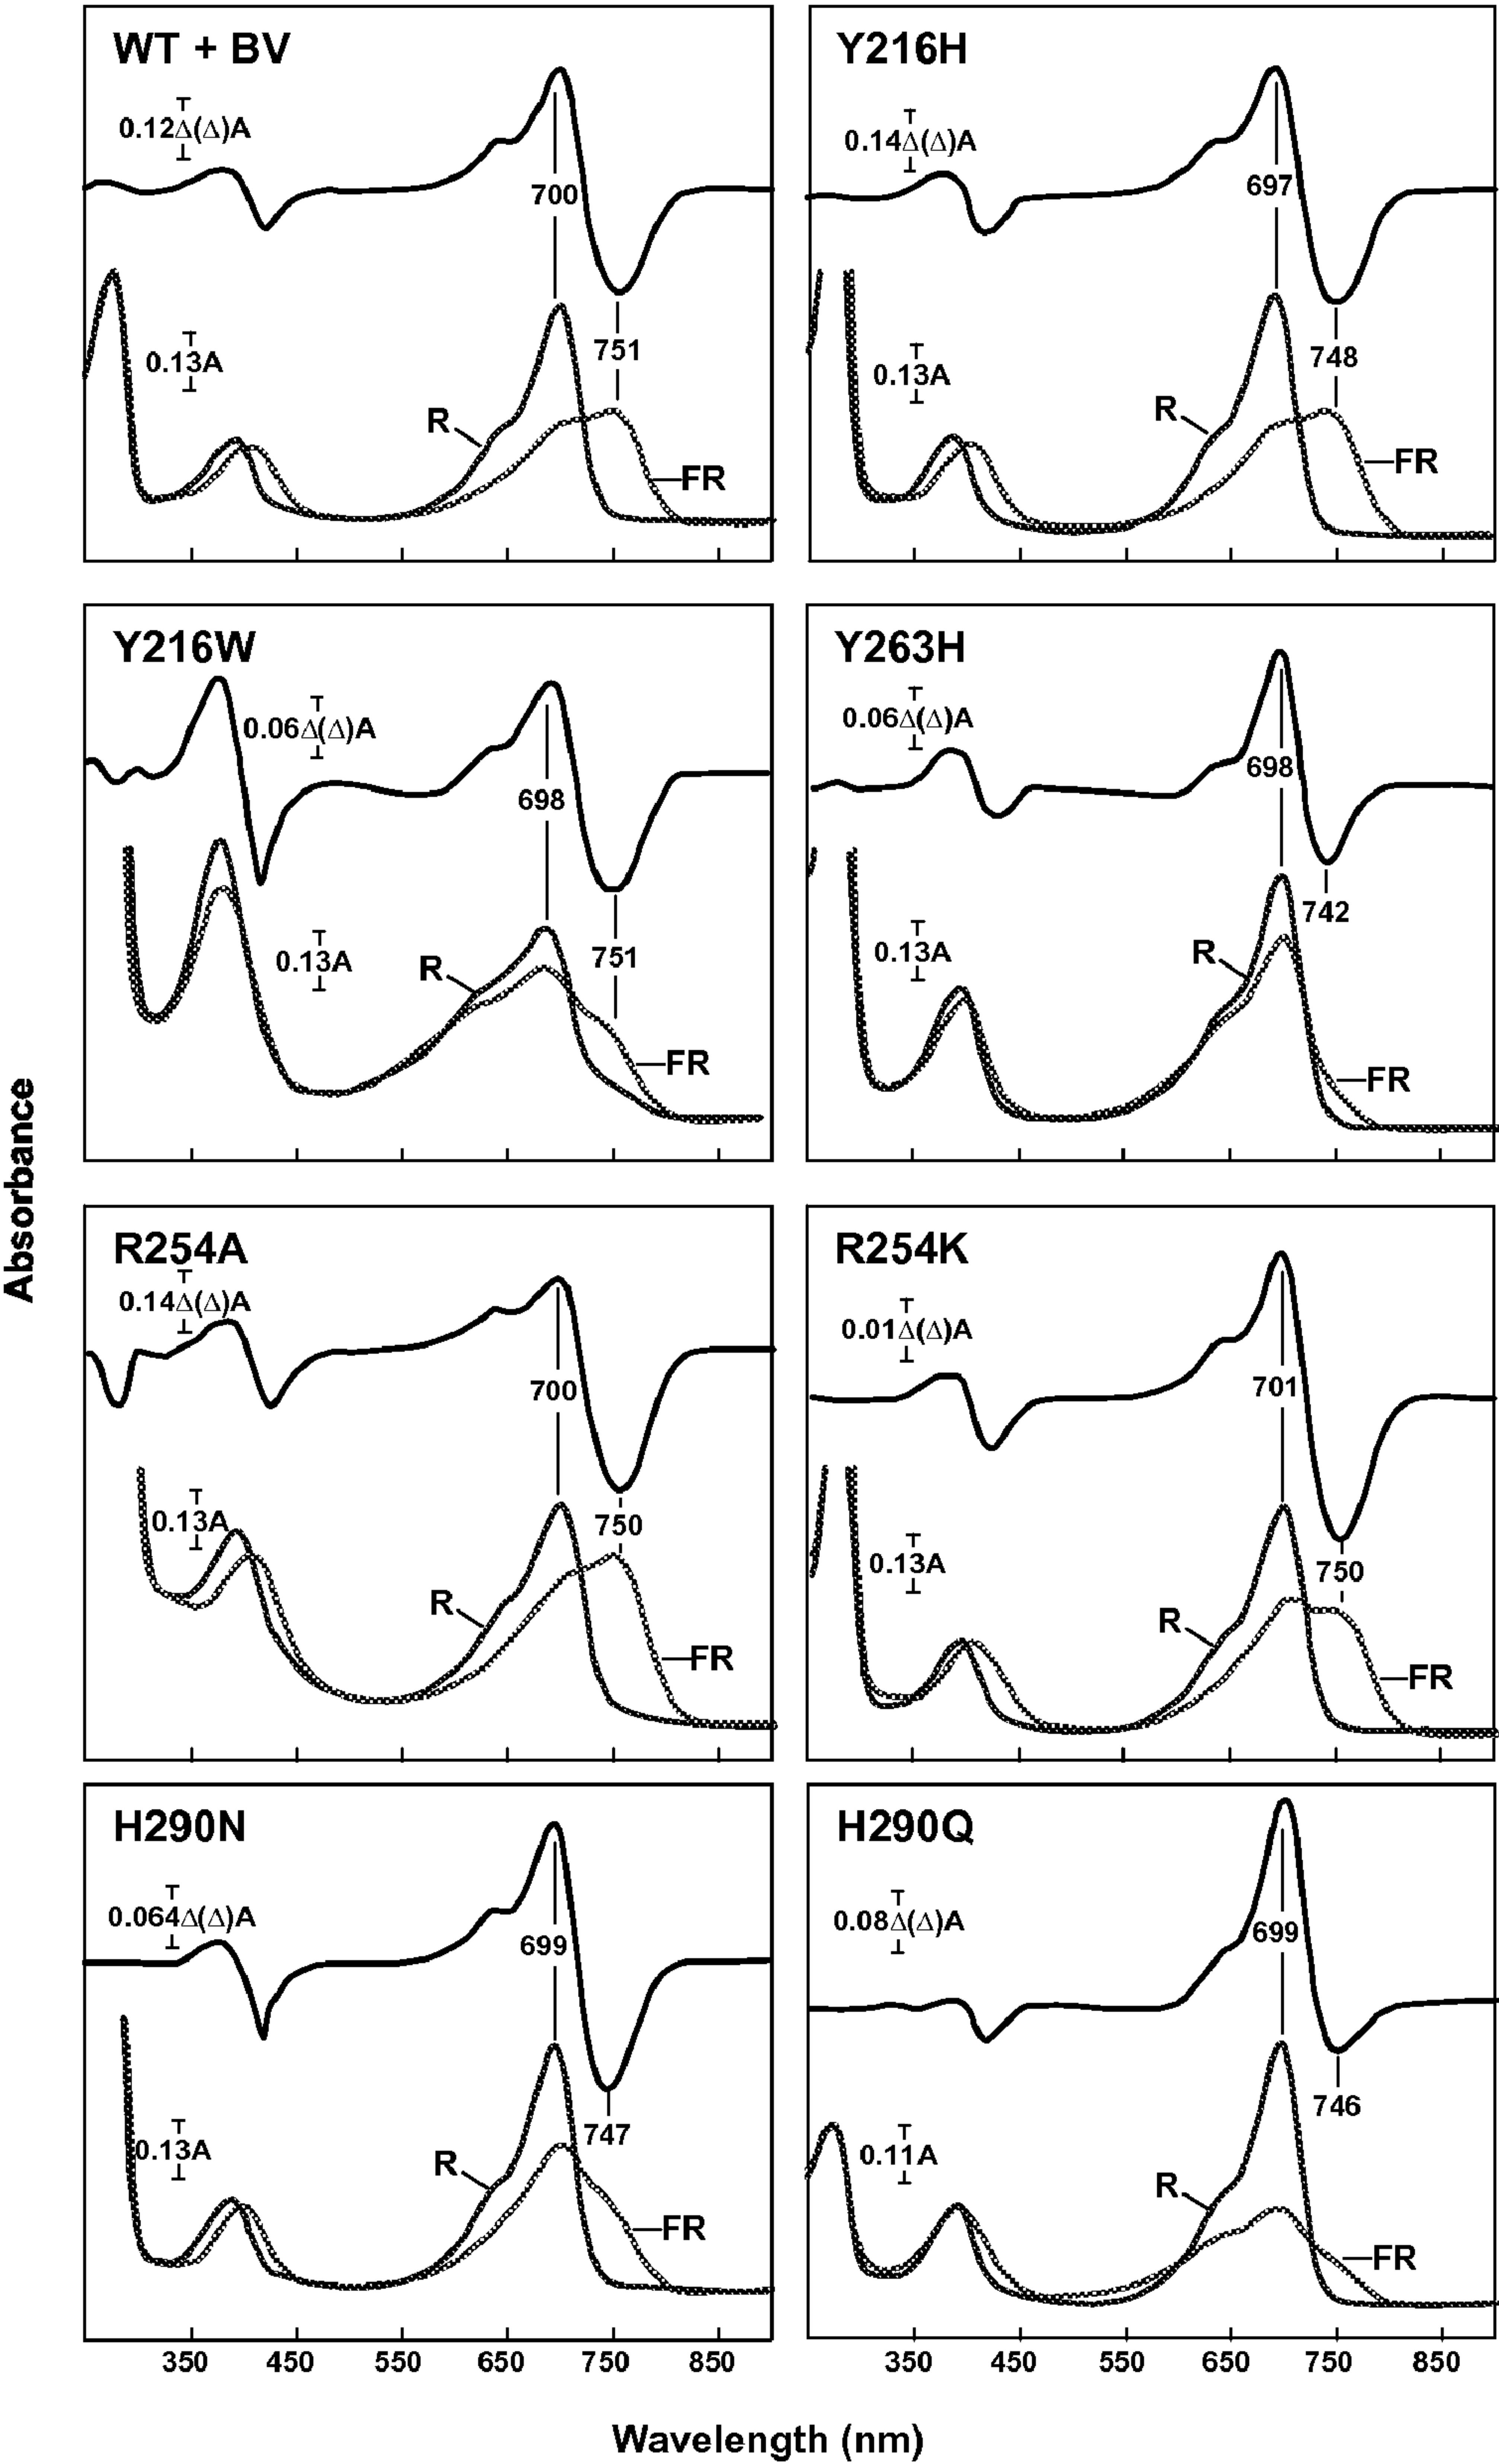 WT + BV
0.12Δ(Δ)A
700
751
0.13A
R
FR
Y216H
0.14Δ(Δ)A
697
748
0.13A
R
FR
Y216W
0.06Δ(Δ)A
698
751
0.13A
R
FR
Y263H
0.06Δ(Δ)A
698
742
0.13A
R
FR
R254A
0.14Δ(Δ)A
700
750
0.13A
R
FR
R254K
0.01Δ(Δ)A
701
750
0.13A
R
FR
H290N
0.064Δ(Δ)A
699
747
0.13A
R
FR
H290Q
0.08Δ(Δ)A
699
746
0.11A
R
FR
350 450 550 650 750 850
350 450 550 650 750 850
Absorbance
Wavelength (nm)